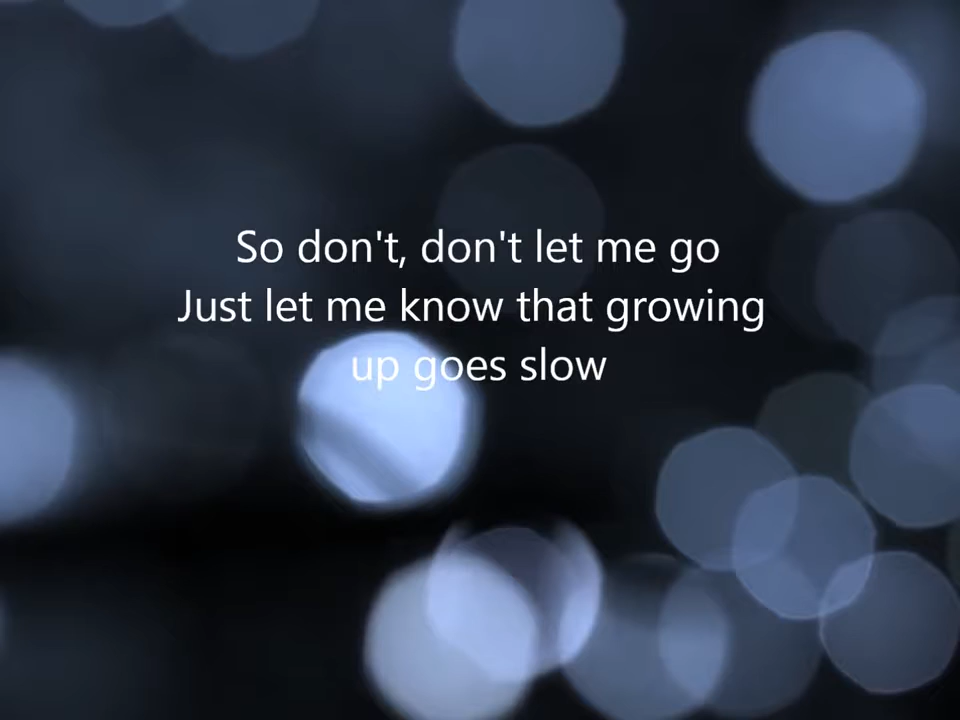 So don't, don't let me go
Just let me know that growing
up goes slow